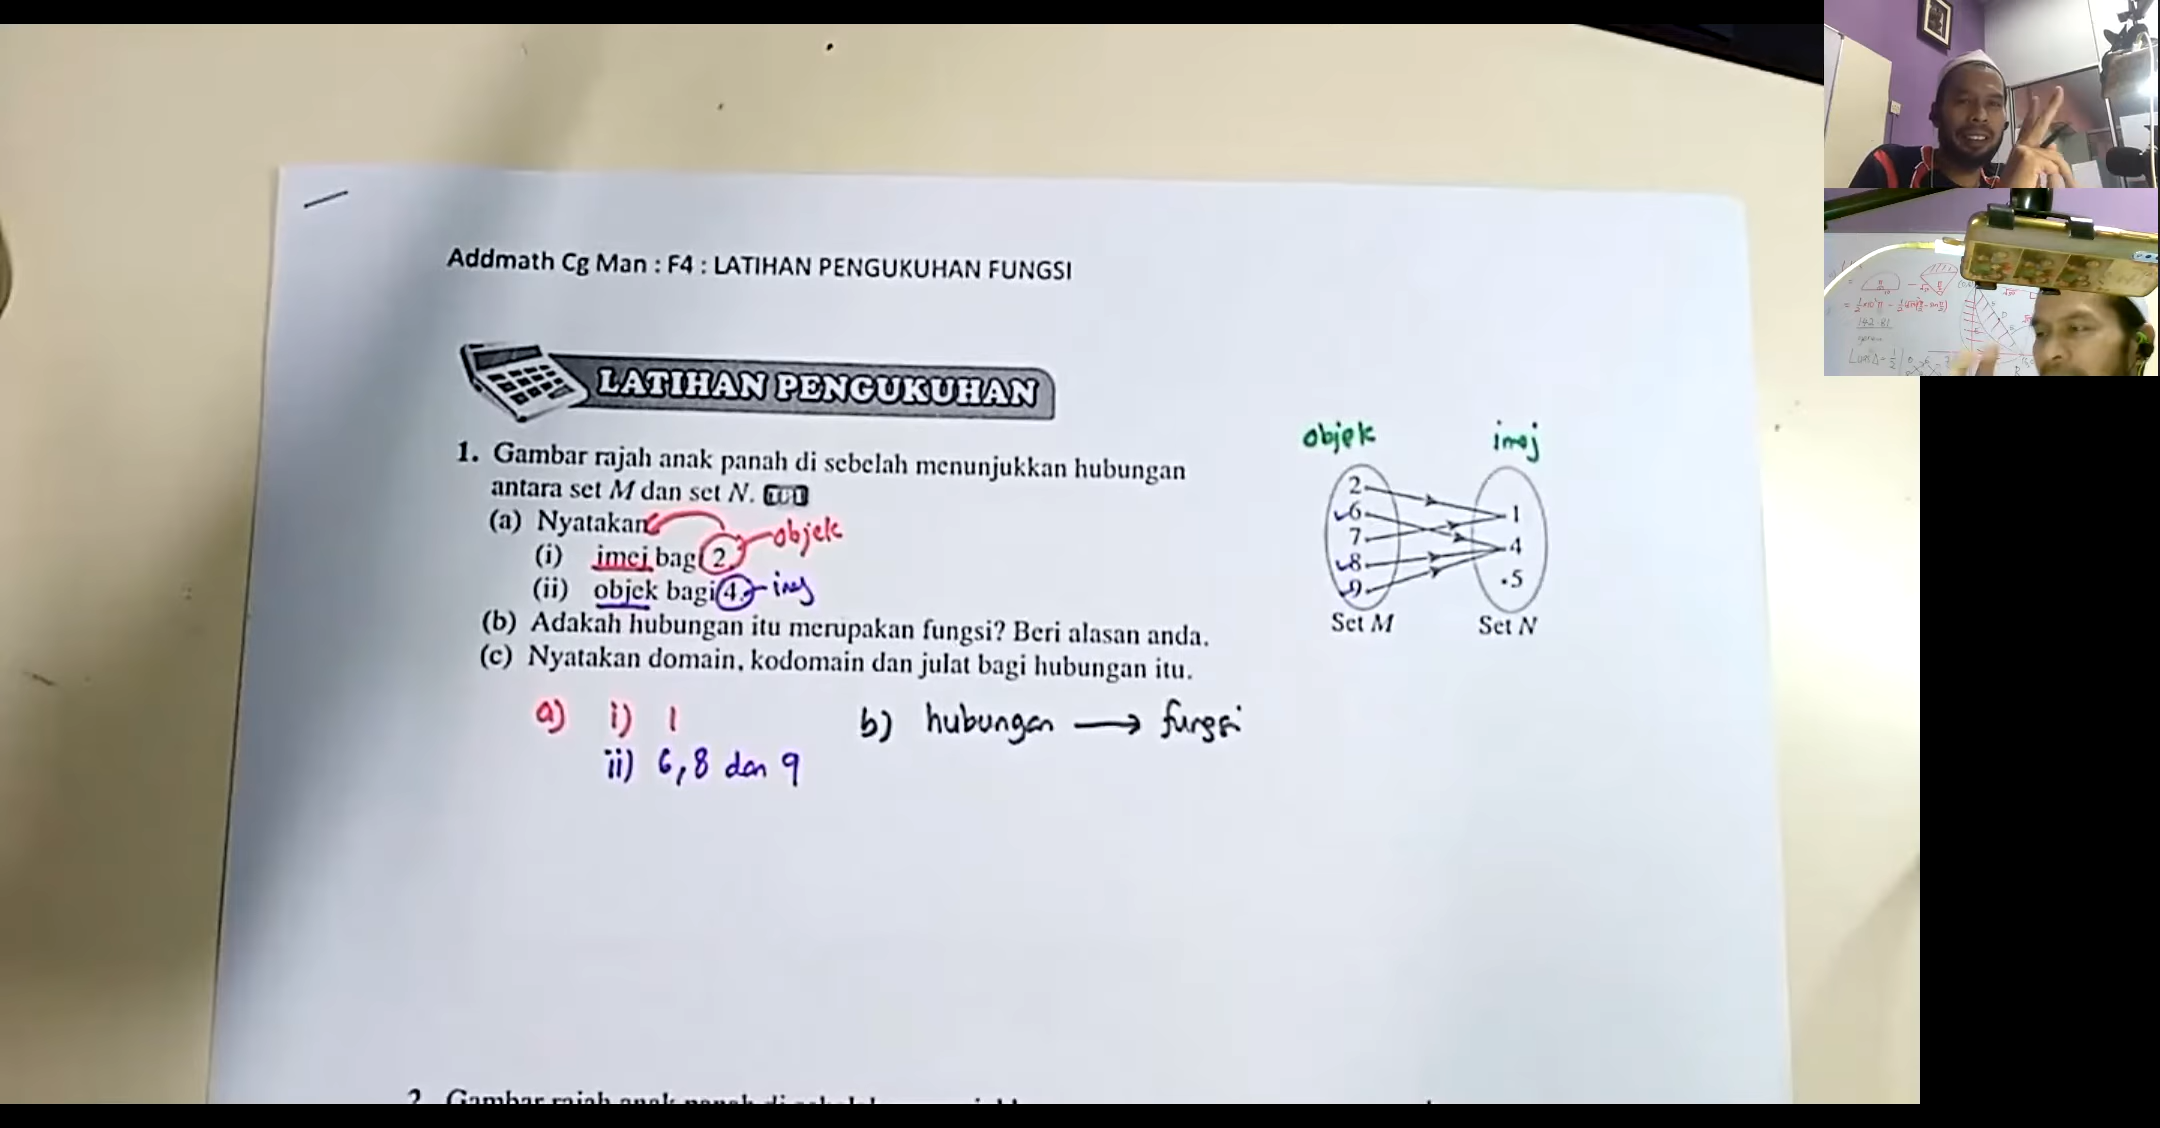 Addmath Cg Man : F4 : LATIHAN PENGUKUHAN FUNGSI
LATIHAN PENGUKUHAN
1. Gambar rajah anak panah di sebelah menunjukkan hubungan
antara set M dan set N.
(a) Nyatakan
objek
(i) imej bagi 2.
(ii) objek bagi 4.
imej
(b) Adakah hubungan itu merupakan fungsi? Beri alasan anda.
(c) Nyatakan domain, kodomain dan julat bagi hubungan itu.
objek imej
2
6
7
8
9
1
4
5
Set M Set N
a) i) 1
ii) 6, 8 dan 9
b) hubungan → fungsi
142.81